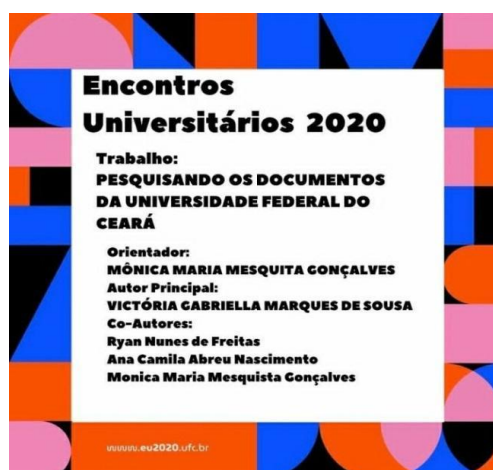 Encontros
Universitários 2020
Trabalho:
PESQUISANDO OS DOCUMENTOS
DA UNIVERSIDADE FEDERAL DO
CEARÁ
Orientador:
MÔNICA MARIA MESQUITA GONÇALVES
Autor Principal:
VICTÓRIA GABRIELLA MARQUES DE SOUSA
Co-Autores:
Ryan Nunes de Freitas
Ana Camila Abreu Nascimento
Monica Maria Mesquista Gonçalves
www.eu2020.ufc.br